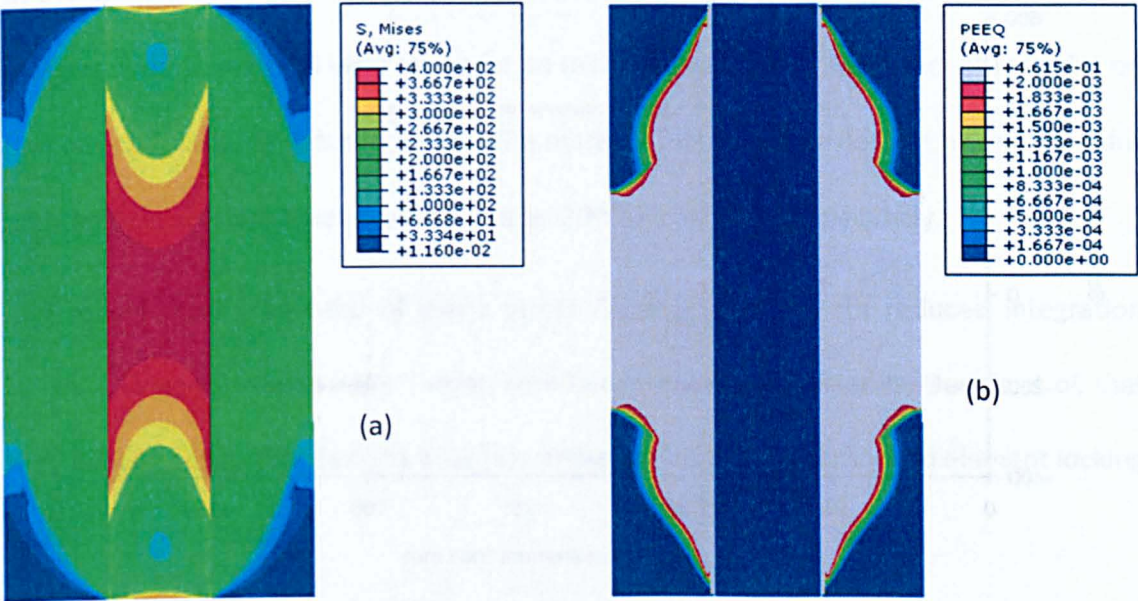 S, Mises
(Avg: 75%)
+4.000e+02
+3.667e+02
+3.333e+02
+3.000e+02
+2.667e+02
+2.333e+02
+2.000e+02
+1.667e+02
+1.333e+02
+1.000e+02
+6.668e+01
+3.334e+01
+1.160e-02
(a)
PEEQ
(Avg: 75%)
+4.615e-01
+2.000e-03
+1.833e-03
+1.667e-03
+1.500e-03
+1.333e-03
+1.167e-03
+1.000e-03
+8.333e-04
+6.667e-04
+5.000e-04
+3.333e-04
+1.667e-04
+0.000e+00
(b)